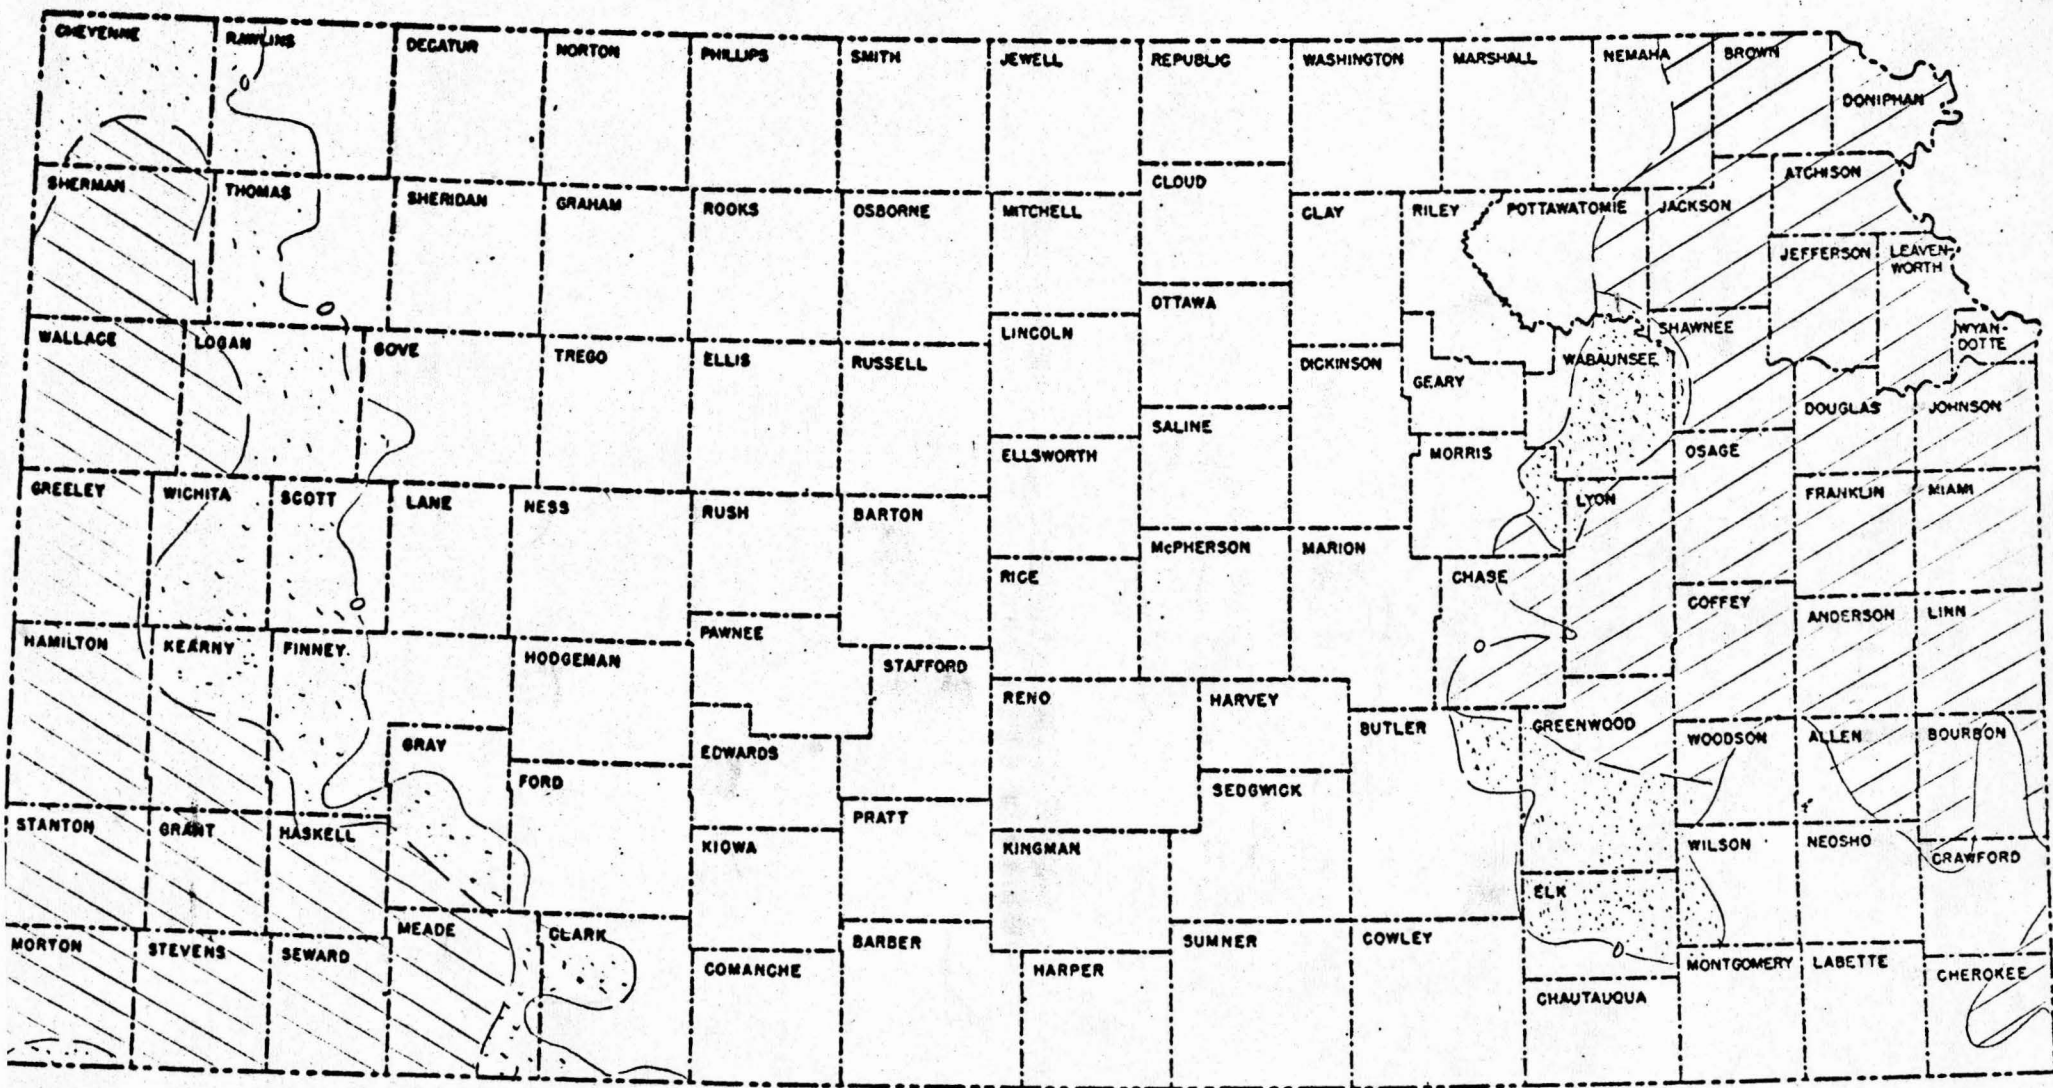 CHEYENNE
RAWLINS
DECATUR
NORTON
PHILLIPS
SMITH
JEWELL
REPUBLIC
WASHINGTON
MARSHALL
NEMAHA
BROWN
DONIPHAN
SHERMAN
THOMAS
SHERIDAN
GRAHAM
ROOKS
OSBORNE
MITCHELL
CLOUD
CLAY
RILEY
POTTAWATOMIE
JACKSON
ATCHISON
JEFFERSON
LEAVEN-
WORTH
OTTAWA
WALLACE
LOGAN
GOVE
TREGO
ELLIS
RUSSELL
LINCOLN
DICKINSON
GEARY
WABAUNSEE
SHAWNEE
WYAN-
DOTTE
DOUGLAS
JOHNSON
SALINE
ELLSWORTH
MORRIS
OSAGE
GREELEY
WICHITA
SCOTT
LANE
NESS
RUSH
BARTON
LYON
FRANKLIN
MIAMI
RICE
McPHERSON
MARION
CHASE
COFFEY
ANDERSON
LINN
HAMILTON
KEARNY
FINNEY
HODGEMAN
PAWNEE
STAFFORD
RENO
HARVEY
BUTLER
GREENWOOD
WOODSON
ALLEN
BOURBON
GRAY
FORD
EDWARDS
PRATT
SEDGWICK
STANTON
GRANT
HASKELL
KIOWA
KINGMAN
WILSON
NEOSHO
CRAWFORD
ELK
MORTON
STEVENS
SEWARD
MEADE
CLARK
COMANCHE
BARBER
HARPER
SUMNER
COWLEY
CHAUTAUQUA
MONTGOMERY
LABETTE
CHEROKEE
0
0
0
0
0